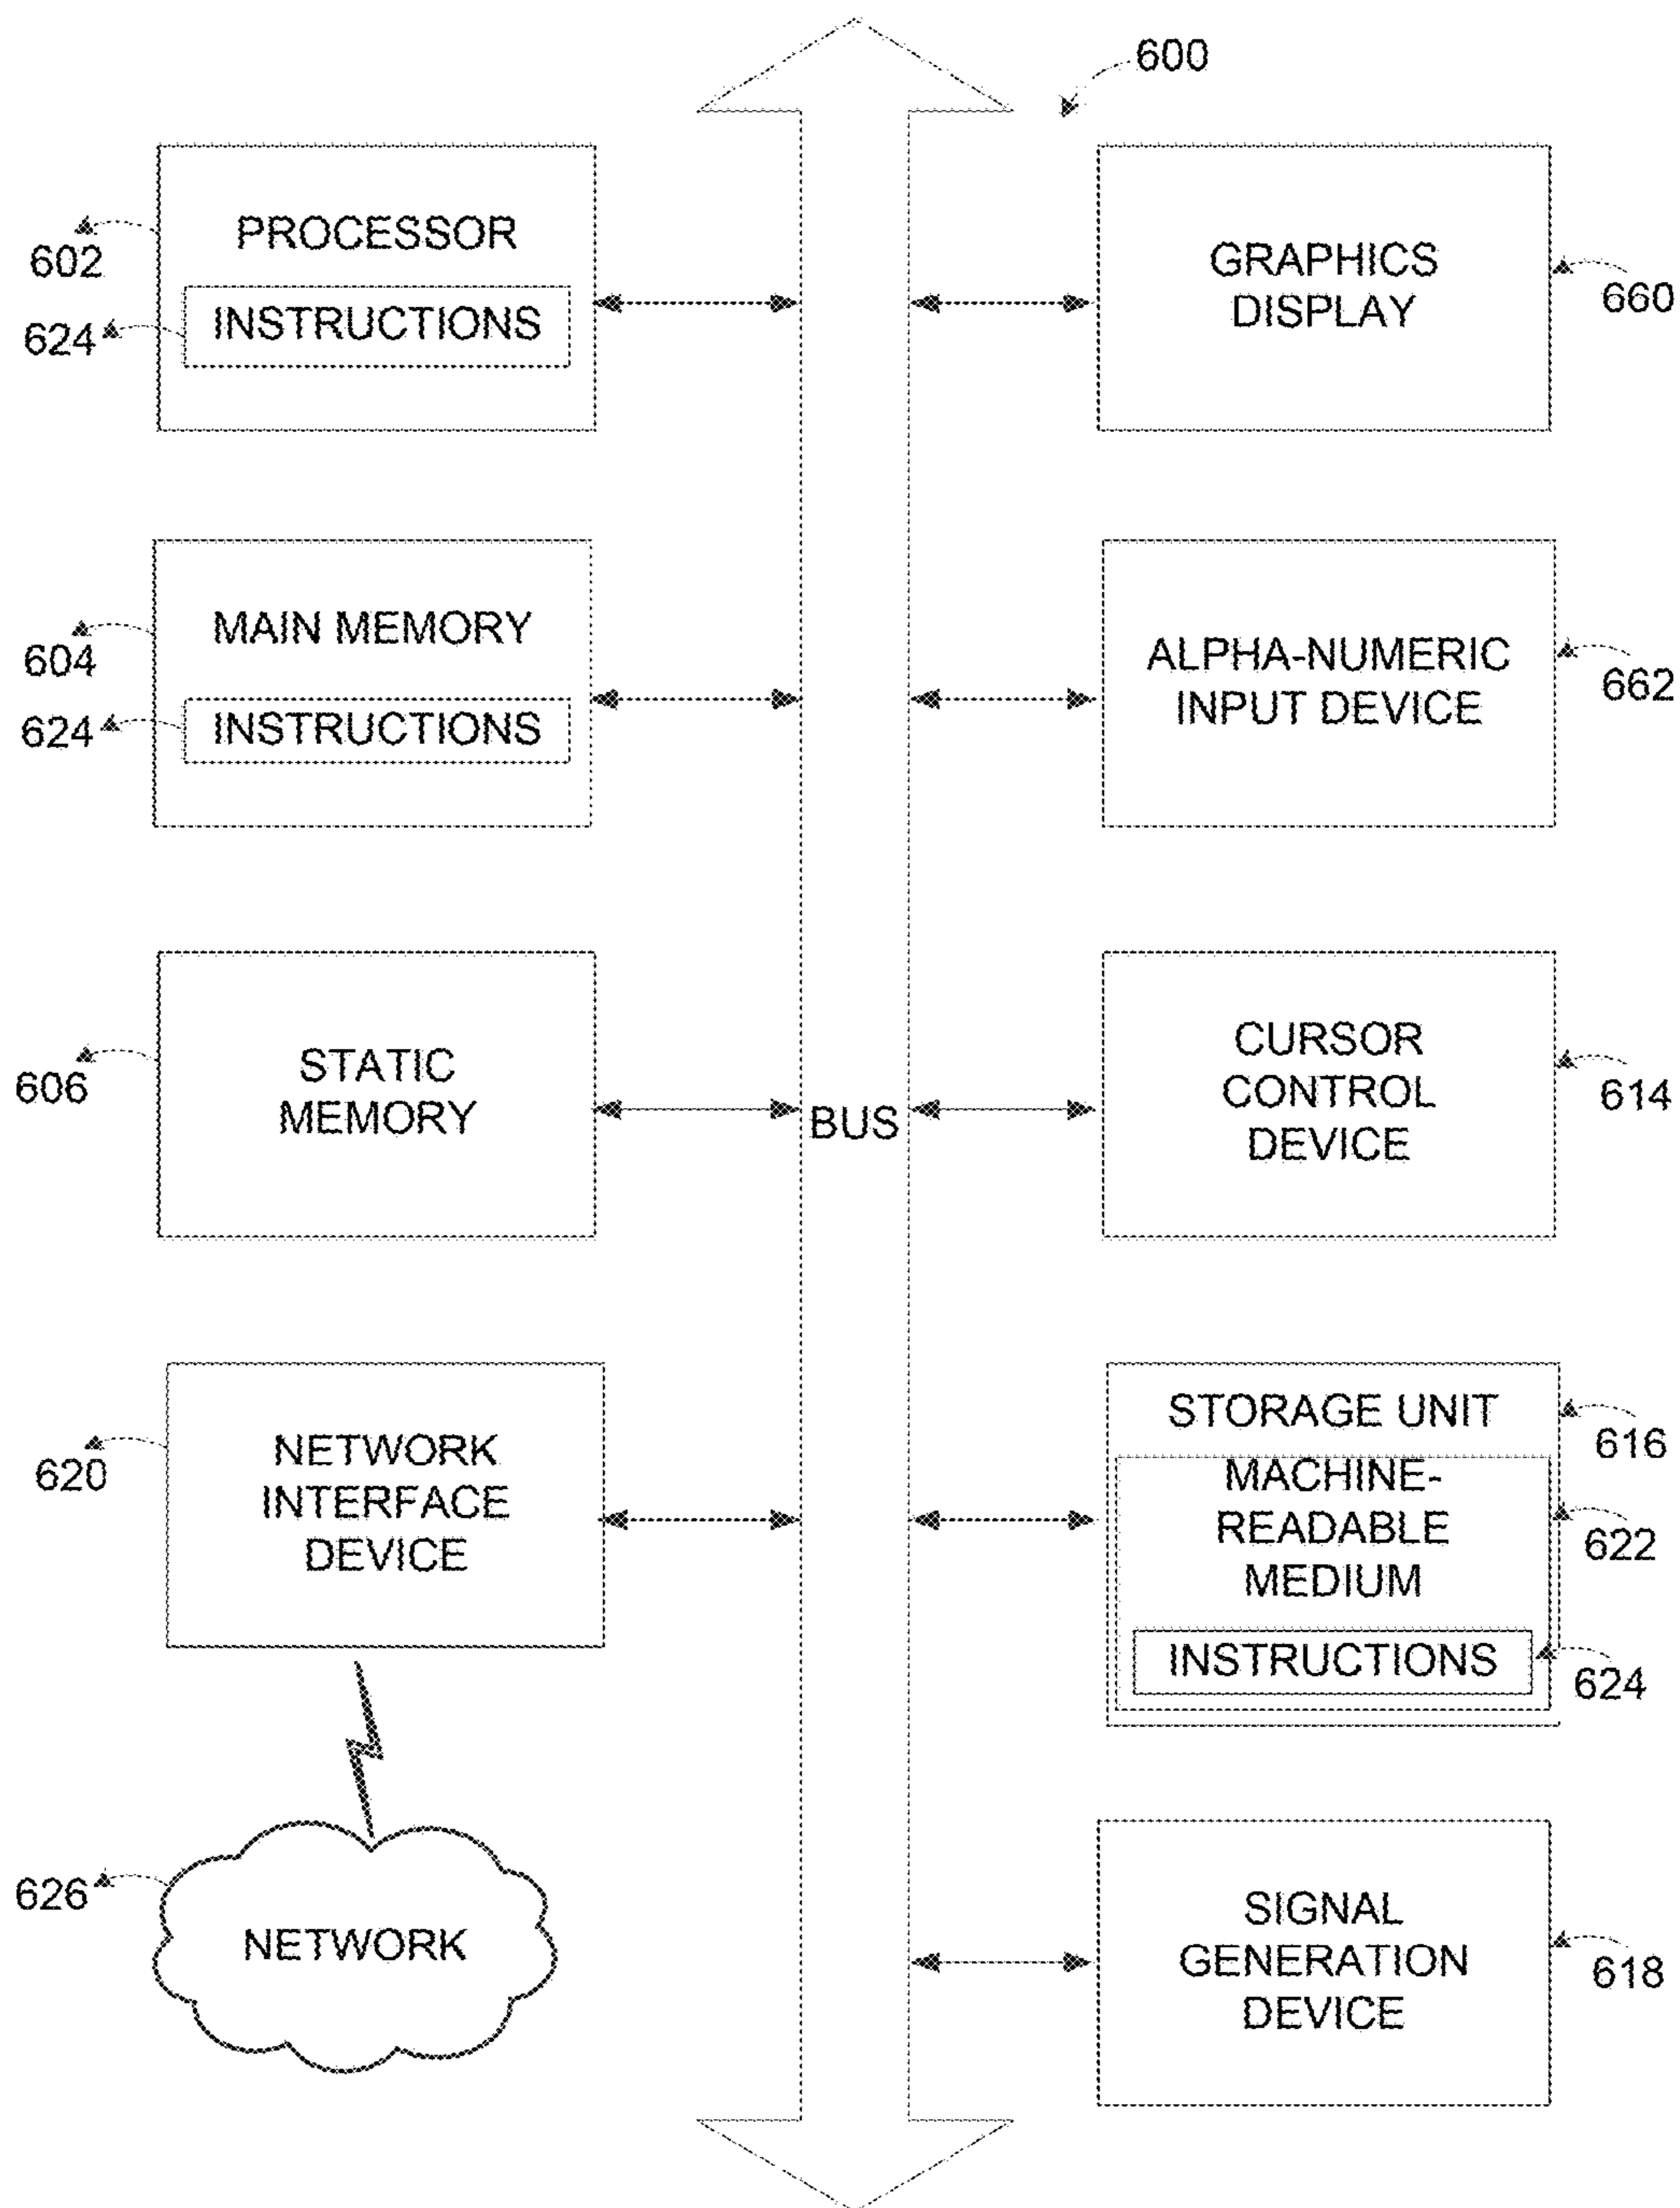 600
PROCESSOR
602
INSTRUCTIONS
624
GRAPHICS
DISPLAY
660
MAIN MEMORY
604
INSTRUCTIONS
624
ALPHA-NUMERIC
INPUT DEVICE
662
STATIC
MEMORY
606
BUS
CURSOR
CONTROL
DEVICE
614
NETWORK
INTERFACE
DEVICE
620
STORAGE UNIT
616
MACHINE-
READABLE
MEDIUM
622
INSTRUCTIONS
624
NETWORK
626
SIGNAL
GENERATION
DEVICE
618